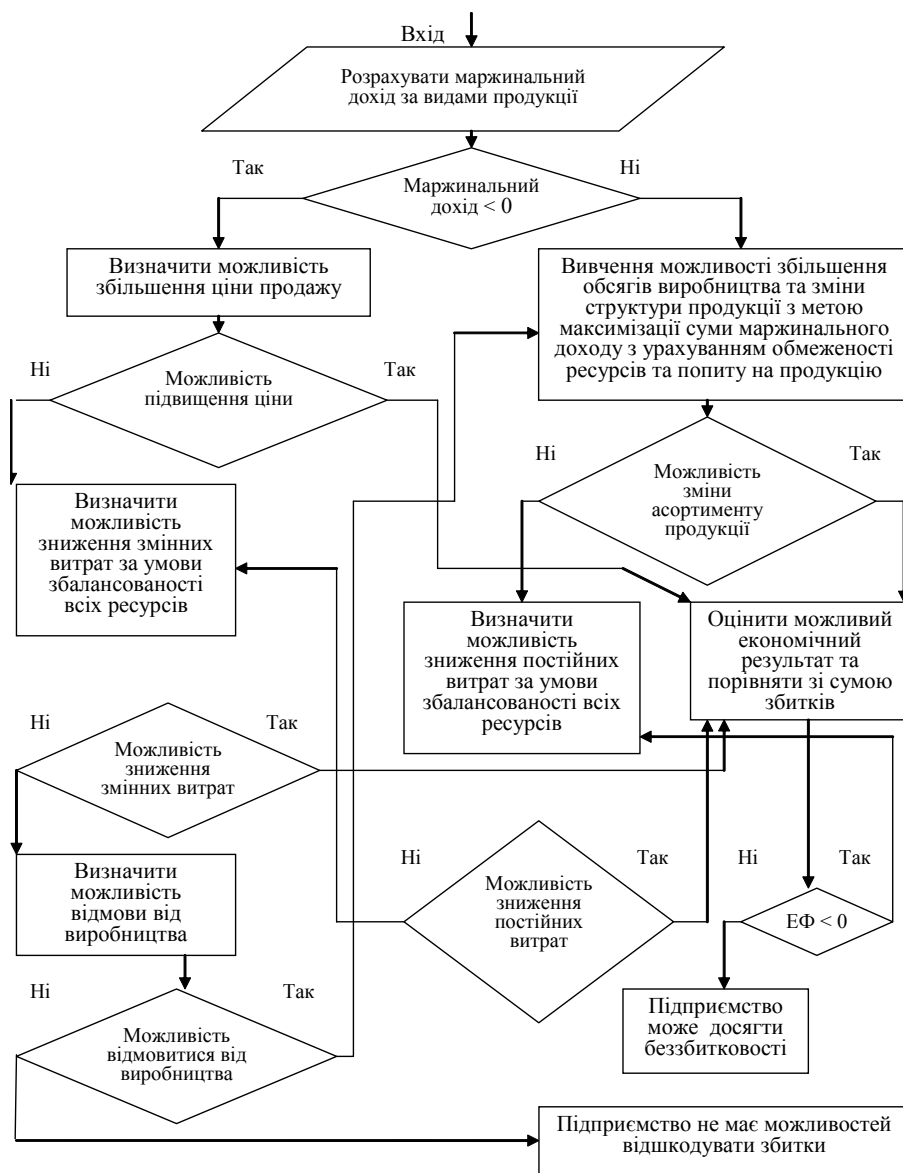 Вхід
Розрахувати маржинальний
дохід за видами продукції
Так
Ні
Маржинальний
дохід < 0
Визначити можливість
збільшення ціни продажу
Вивчення можливості збільшення
обсягів виробництва та зміни
структури продукції з метою
максимізації суми маржинального
доходу з урахуванням обмеженості
ресурсів та попиту на продукцію
Ні
Так
Можливість
підвищення ціни
Ні
Так
Можливість
зміни
асортименту
продукції
Визначити
можливість
зниження змінних
витрат за умови
збалансованості
всіх ресурсів
Визначити
можливість
зниження постійних
витрат за умови
збалансованості всіх
ресурсів
Оцінити можливий
економічний
результат та
порівняти зі сумою
збитків
Ні
Так
Можливість
зниження
змінних витрат
Визначити
можливість
відмови від
виробництва
Ні
Так
Можливість
зниження
постійних
витрат
Ні
Так
ЕФ < 0
Ні
Так
Можливість
відмовитися від
виробництва
Підприємство
може досягти
беззбитковості
Підприємство не має можливостей
відшкодувати збитки